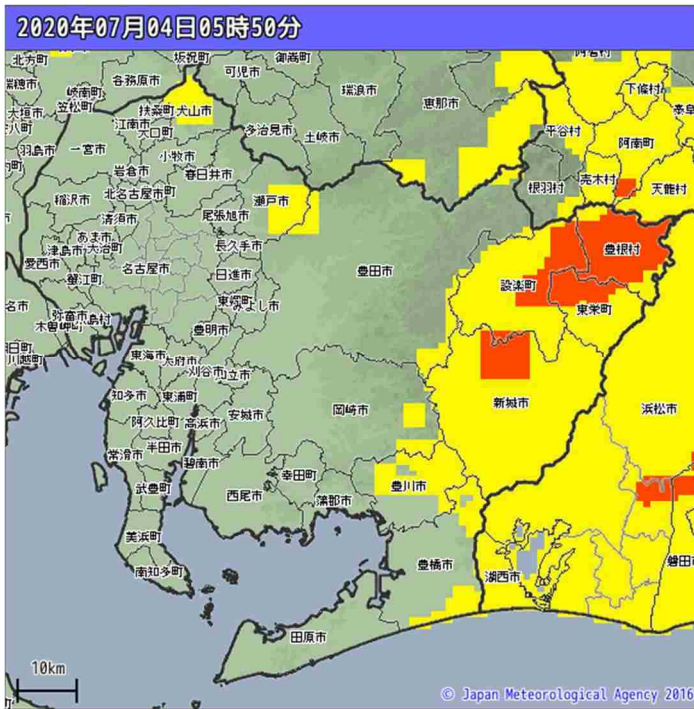 2020年07月04日05時50分
坂祝町
御嵩町
阿智村
北方町
各務原市
可児市
瑞浪市
恵那市
下條村
瑞穂市
岐南町
笠松町
扶桑町
犬山市
大垣市
江南市
大口町
多治見市
土岐市
平谷村
阿南町
羽島市
一宮市
小牧市
岩倉市
春日井市
売木村
根羽村
天龍村
稲沢市
北名古屋市
瀬戸市
清須市
尾張旭市
あま市
津島市
大治町
長久手市
愛西市
名古屋市
豊田市
豊根村
蟹江町
日進市
設楽町
弥富市
東郷町
みよし市
東栄町
木曽岬町
豊明市
東海市
大府市
川越町
刈谷市
知立市
知多市
東浦町
新城市
浜松市
阿久比町
高浜市
安城市
岡崎市
半田市
常滑市
碧南市
幸田町
武豊町
西尾市
蒲郡市
豊川市
美浜町
南知多町
豊橋市
湖西市
磐田市
田原市
10km
© Japan Meteorological Agency 2016